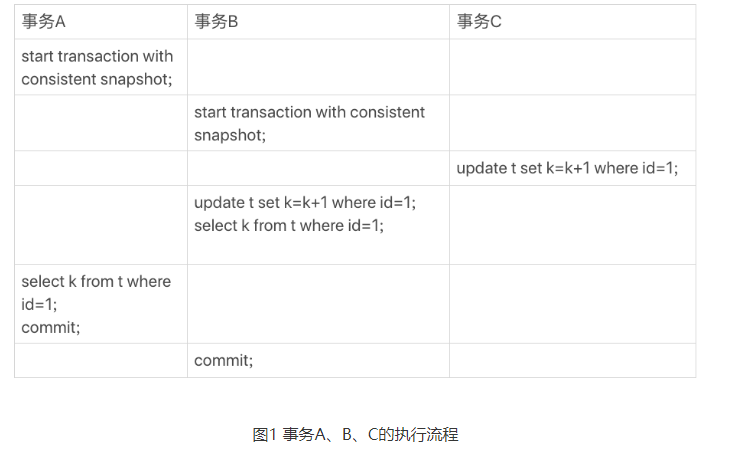 事务A 事务B 事务C
start transaction with
consistent snapshot;
start transaction with consistent
snapshot;
update t set k=k+1 where id=1;
update t set k=k+1 where id=1;
select k from t where id=1;
select k from t where
id=1;
commit;
commit;
图1 事务A、B、C的执行流程